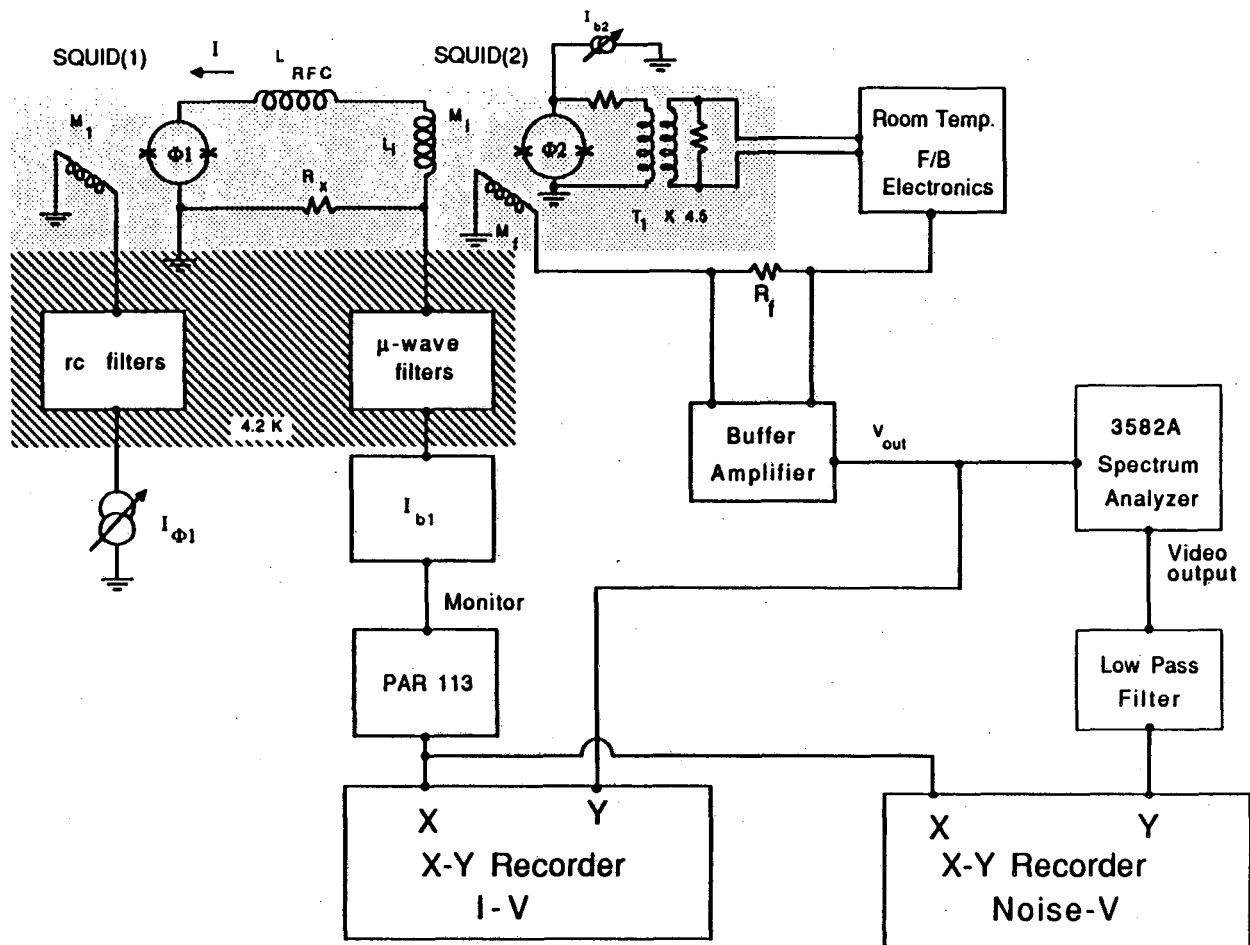 I b2
SQUID(1)
I
L RFC
SQUID(2)
M 1
Φ1
L i
M i
R x
Φ2
T 1 X 4.5
M f
Room Temp.
F/B
Electronics
R f
rc filters
μ-wave
filters
4.2 K
I Φ1
I b1
Buffer
Amplifier
V out
3582A
Spectrum
Analyzer
Video
output
Monitor
PAR 113
Low Pass
Filter
X Y
X-Y Recorder
I-V
X Y
X-Y Recorder
Noise-V